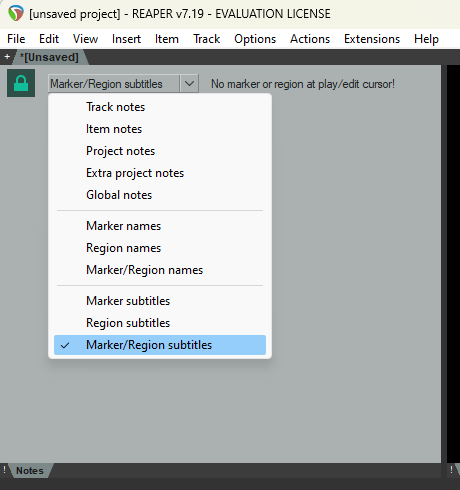 [unsaved project] - REAPER v7.19 - EVALUATION LICENSE
File Edit View Insert Item Track Options Actions Extensions Help
+ *[Unsaved]
Marker/Region subtitles No marker or region at play/edit cursor!
Track notes
Item notes
Project notes
Extra project notes
Global notes
Marker names
Region names
Marker/Region names
Marker subtitles
Region subtitles
✓ Marker/Region subtitles
! Notes !